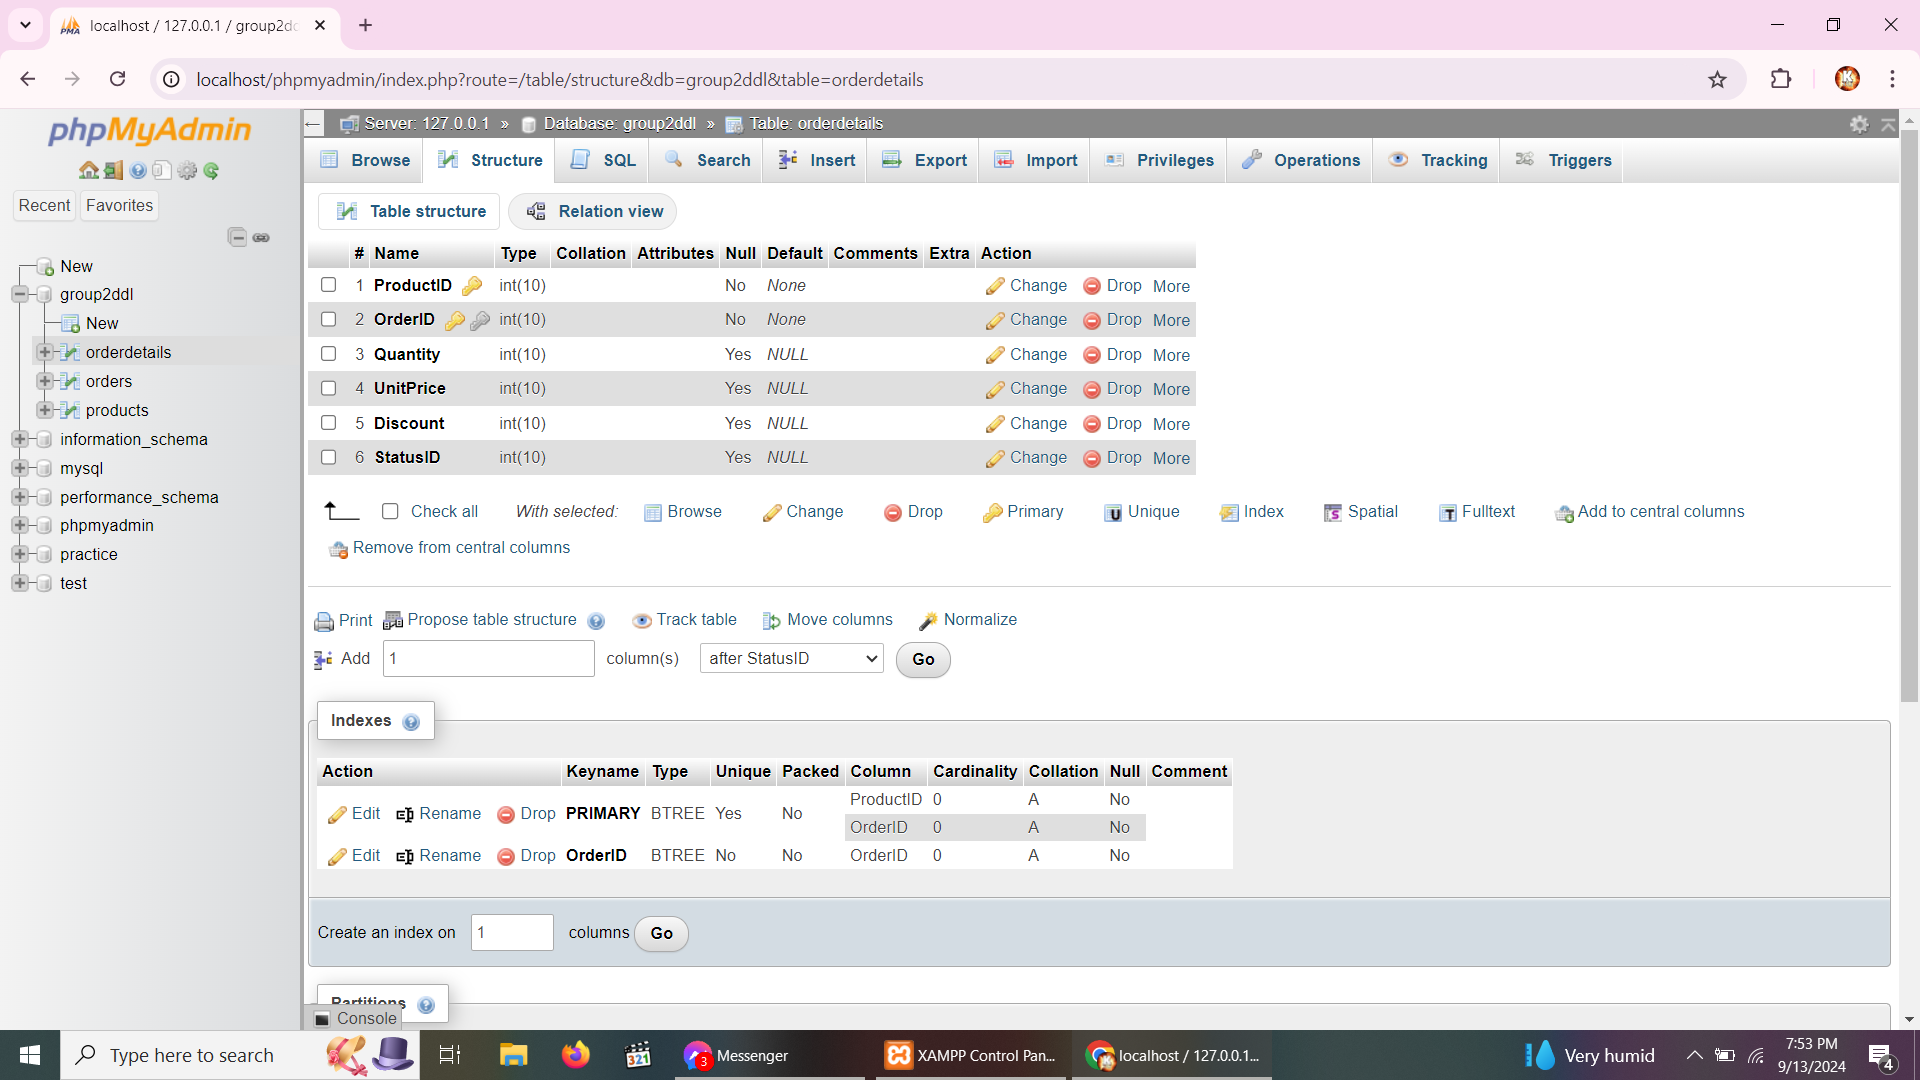 localhost / 127.0.0.1 / group2dd
localhost/phpmyadmin/index.php?route=/table/structure&db=group2ddl&table=orderdetails
phpMyAdmin
Recent Favorites
New
group2ddl
New
orderdetails
orders
products
information_schema
mysql
performance_schema
phpmyadmin
practice
test
Server: 127.0.0.1 » Database: group2ddl » Table: orderdetails
Browse Structure SQL Search Insert Export Import Privileges Operations Tracking Triggers
Table structure Relation view
# Name Type Collation Attributes Null Default Comments Extra Action
1 ProductID int(10) No None Change Drop More
2 OrderID int(10) No None Change Drop More
3 Quantity int(10) Yes NULL Change Drop More
4 UnitPrice int(10) Yes NULL Change Drop More
5 Discount int(10) Yes NULL Change Drop More
6 StatusID int(10) Yes NULL Change Drop More
Check all With selected: Browse Change Drop Primary Unique Index Spatial Fulltext Add to central columns
Remove from central columns
Print Propose table structure Track table Move columns Normalize
Add 1 column(s) after StatusID Go
Indexes
Action Keyname Type Unique Packed Column Cardinality Collation Null Comment
Edit Rename Drop PRIMARY BTREE Yes No ProductID 0 A No
OrderID 0 A No
Edit Rename Drop OrderID BTREE No No OrderID 0 A No
Create an index on 1 columns Go
Partitions
Console
Type here to search
321
3 Messenger
XAMPP Control Pan...
localhost / 127.0.0.1...
Very humid
7:53 PM
9/13/2024
4